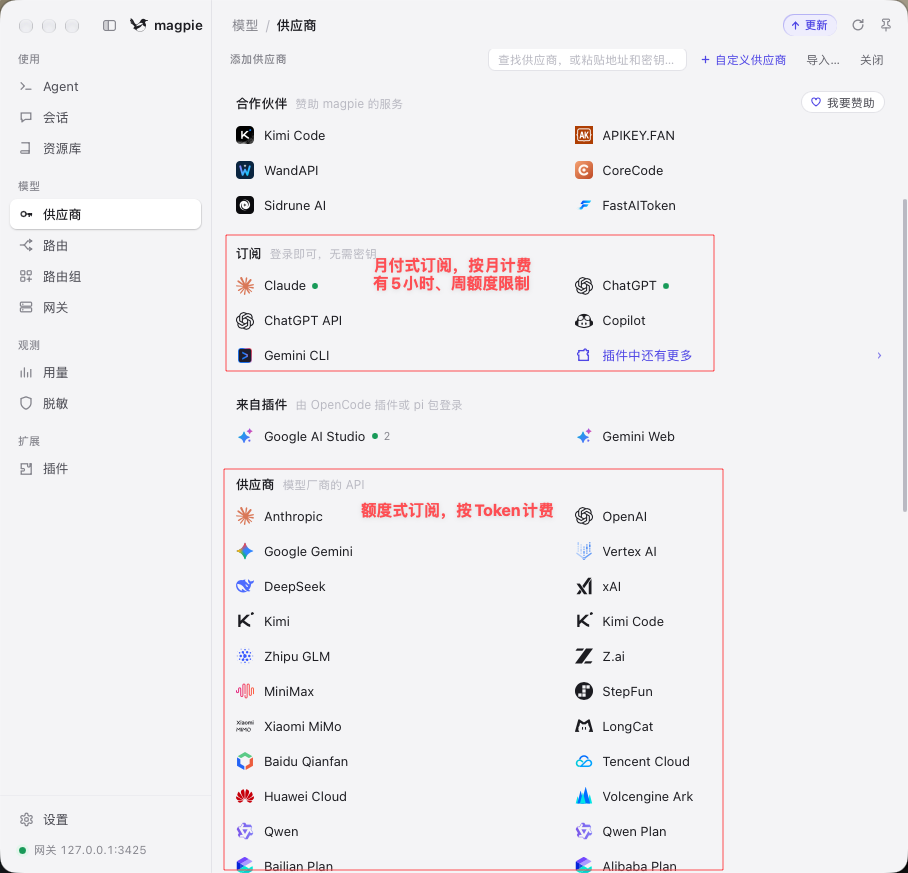 magpie
模型 / 供应商
更新
使用
添加供应商
查找供应商，或粘贴地址和密钥...
+ 自定义供应商
导入...
关闭
Agent
会话
资源库
模型
供应商
路由
路由组
网关
观测
用量
脱敏
扩展
插件
设置
网关 127.0.0.1:3425
合作伙伴 赞助 magpie 的服务
我要赞助
Kimi Code
APIKEY.FAN
WandAPI
CoreCode
Sidrune AI
FastAIToken
订阅 登录即可，无需密钥
月付式订阅，按月计费
有5小时、周额度限制
Claude
ChatGPT
ChatGPT API
Copilot
Gemini CLI
插件中还有更多
来自插件 由 OpenCode 插件或 pi 包登录
Google AI Studio 2
Gemini Web
供应商 模型厂商的 API
额度式订阅，按Token计费
Anthropic
OpenAI
Google Gemini
Vertex AI
DeepSeek
xAI
Kimi
Kimi Code
Zhipu GLM
Z.ai
MiniMax
StepFun
Xiaomi MiMo
LongCat
Baidu Qianfan
Tencent Cloud
Huawei Cloud
Volcengine Ark
Qwen
Qwen Plan
Bailian Plan
Alibaba Plan